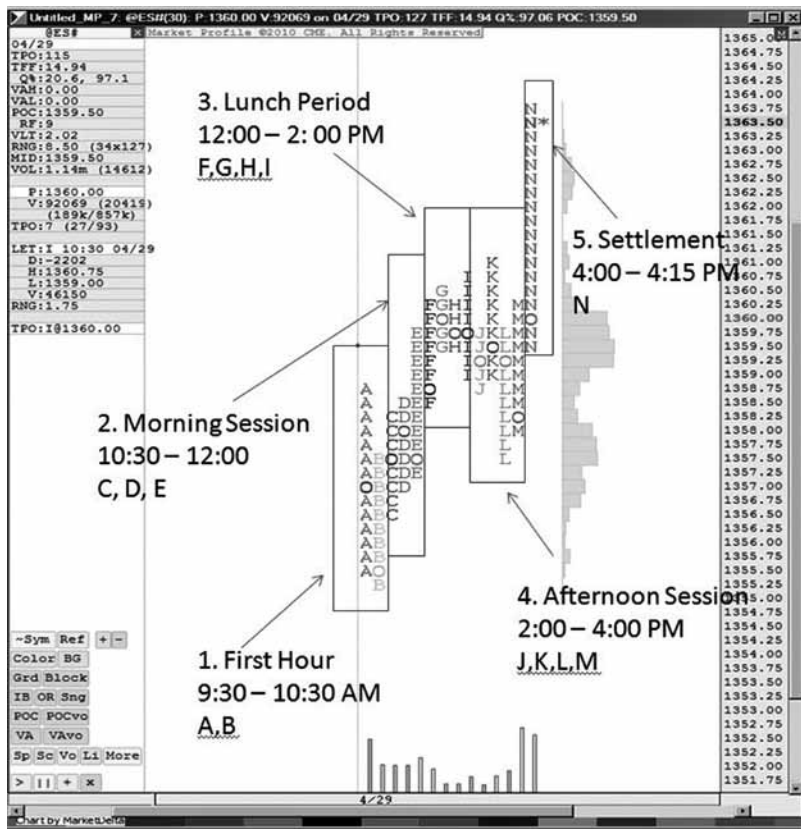 Untitled_MP_7: @ES#(30): P:1360.00 V:92069 on 04/29 TPO:127 TFF:14.94 Q%:97.06 POC:1359.50
@ES#
Market Profile ©2010 CME. All Rights Reserved
M
04/29
TPO:115
TFF:14.94
Q%:20.6, 97.1
VAH:0.00
VAL:0.00
POC:1359.50
RF:9
VLT:2.02
RNG:8.50 (34x127)
MID:1359.50
VOL:1.14m (14612)
P:1360.00
V:92069 (20419)
(189k/857k)
TPO:7 (27/93)
LET:I 10:30 04/29
D:-2202
H:1360.75
L:1359.00
V:46150
RNG:1.75
TPO:I@1360.00
3. Lunch Period
12:00 – 2: 00 PM
F,G,H,I
2. Morning Session
10:30 – 12:00
C, D, E
1. First Hour
9:30 – 10:30 AM
A,B
5. Settlement
4:00 – 4:15 PM
N
4. Afternoon Session
2:00 – 4:00 PM
J,K,L,M
N
N*
N
N
N
N
N
N
N
N
N
K N
I K N
G I K N
F G H I K M N
F O H I K M O
E F G O O J K L M N
E F G H I J O L M N
E F I O K O M
E F I J K L M
A E O J L M
A D E F L M
A C D E L O
A C O E L M
A C D E L
A B O D O L
A B C D E
O B C D
A B C
A B C
A B
A B
A B
A O
B
1365.0
1364.75
1364.50
1364.25
1364.00
1363.75
1363.50
1363.25
1363.00
1362.75
1362.50
1362.25
1362.00
1361.75
1361.50
1361.25
1361.00
1360.75
1360.50
1360.25
1360.00
1359.75
1359.50
1359.25
1359.00
1358.75
1358.50
1358.25
1358.00
1357.75
1357.50
1357.25
1357.00
1356.75
1356.50
1356.25
1356.00
1355.75
1355.50
1355.25
1355.00
1354.75
1354.50
1354.25
1354.00
1353.75
1353.50
1353.25
1353.00
1352.75
1352.50
1352.25
1352.00
1351.75
~Sym Ref + -
Color BG
Grd Block
IB OR Sng
POC POCvo
VA VAvo
Sp Sc Vo Li More
> || + x
4/29
Chart by MarketDelta